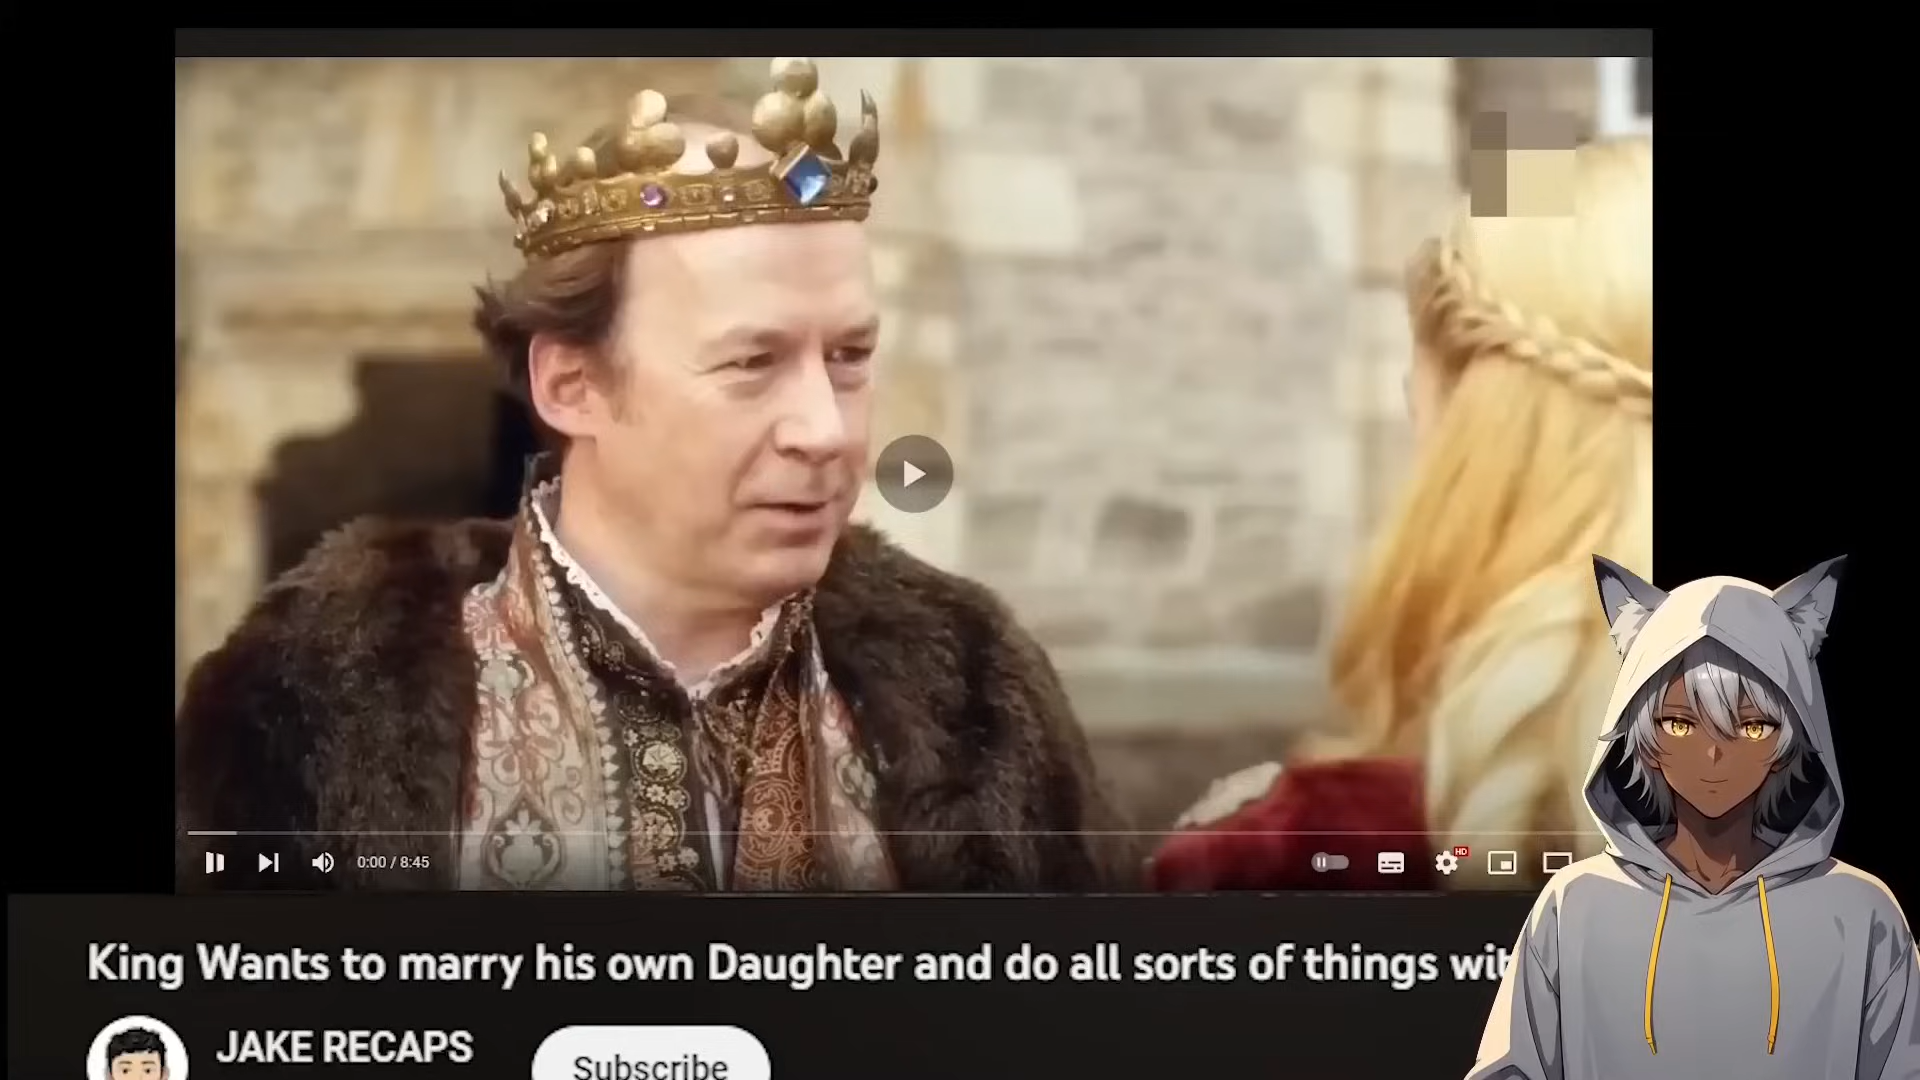 0:00 / 8:45
HD
King Wants to marry his own Daughter and do all sorts of things wit
JAKE RECAPS
Subscribe